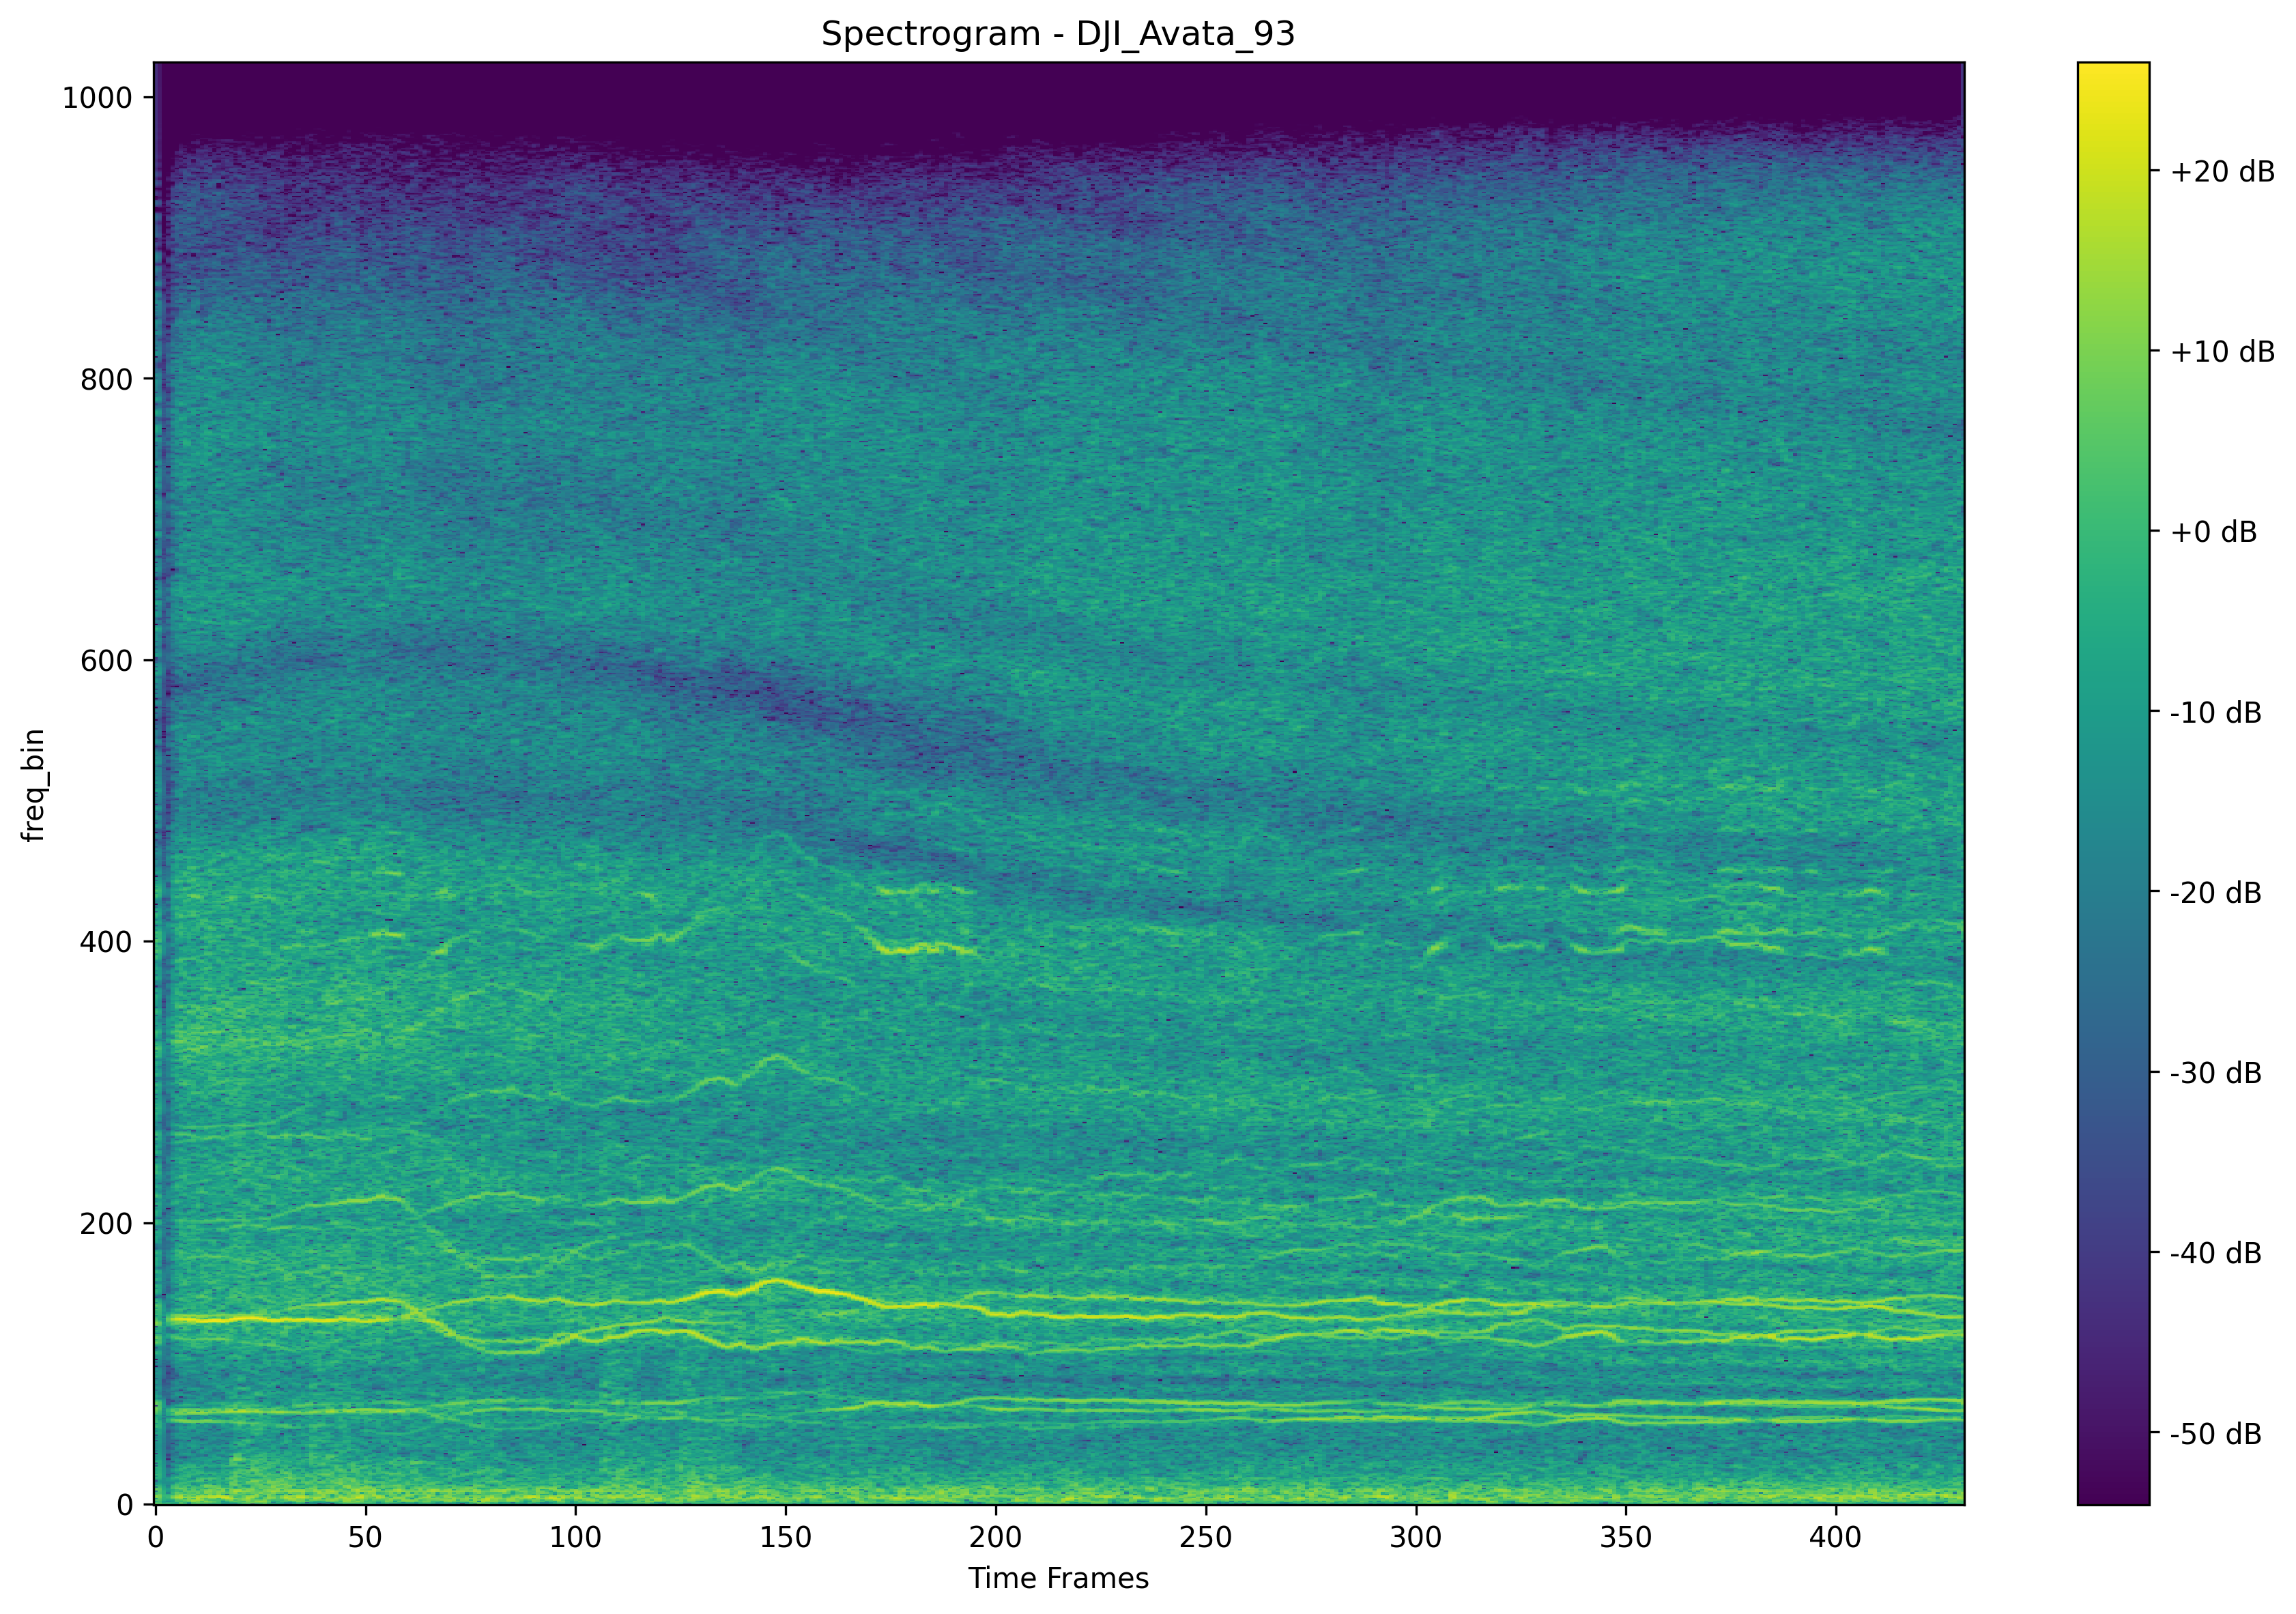 Spectrogram - DJI_Avata_93
freq_bin
1000
800
600
400
200
0
0 50 100 150 200 250 300 350 400
Time Frames
+20 dB
+10 dB
+0 dB
-10 dB
-20 dB
-30 dB
-40 dB
-50 dB